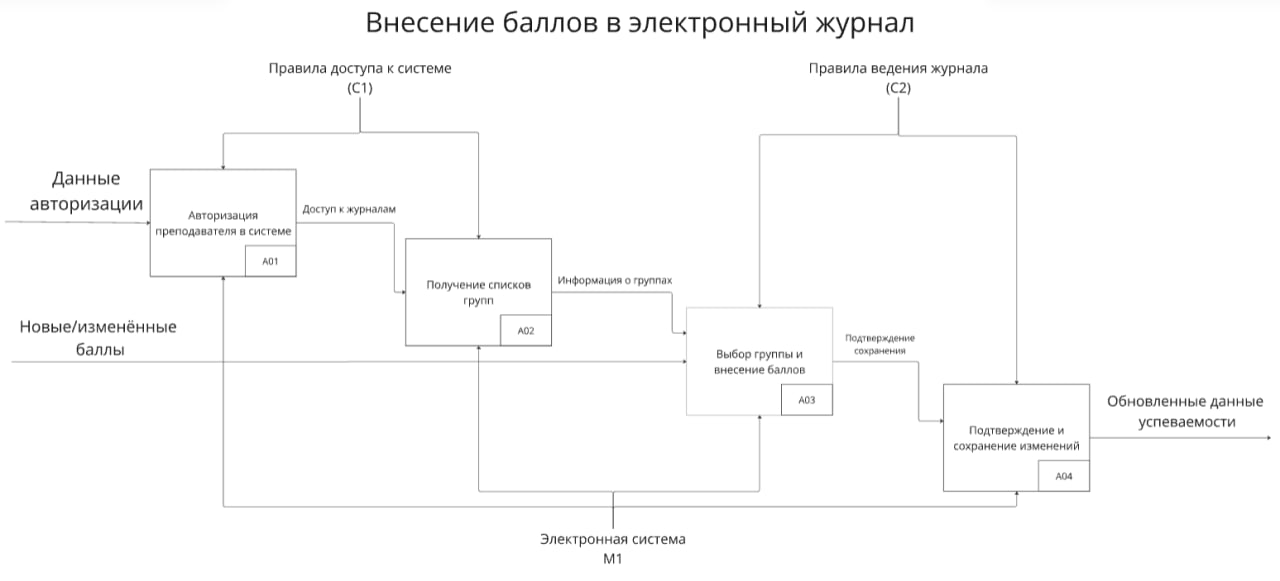 Внесение баллов в электронный журнал
Правила доступа к системе
(С1)
Правила ведения журнала
(С2)
Данные
авторизации
Авторизация
преподавателя в системе
А01
Доступ к журналам
Получение списков
групп
А02
Информация о группах
Новые/изменённые
баллы
Выбор группы и
внесение баллов
А03
Подтверждение
сохранения
Подтверждение и
сохранение изменений
А04
Обновленные данные
успеваемости
Электронная система
М1